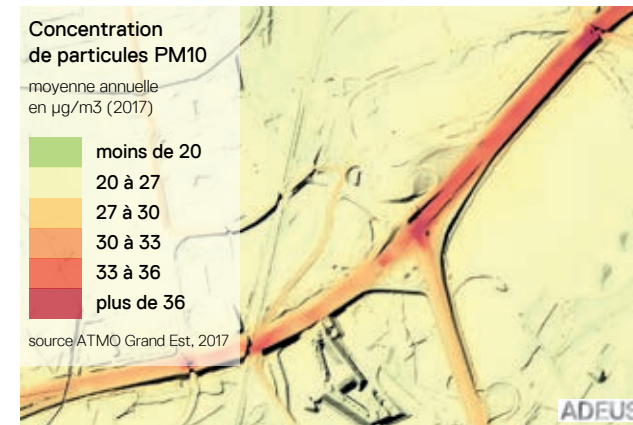 Concentration
de particules PM10
moyenne annuelle
en µg/m3 (2017)
moins de 20
20 à 27
27 à 30
30 à 33
33 à 36
plus de 36
source ATMO Grand Est, 2017
ADEUS